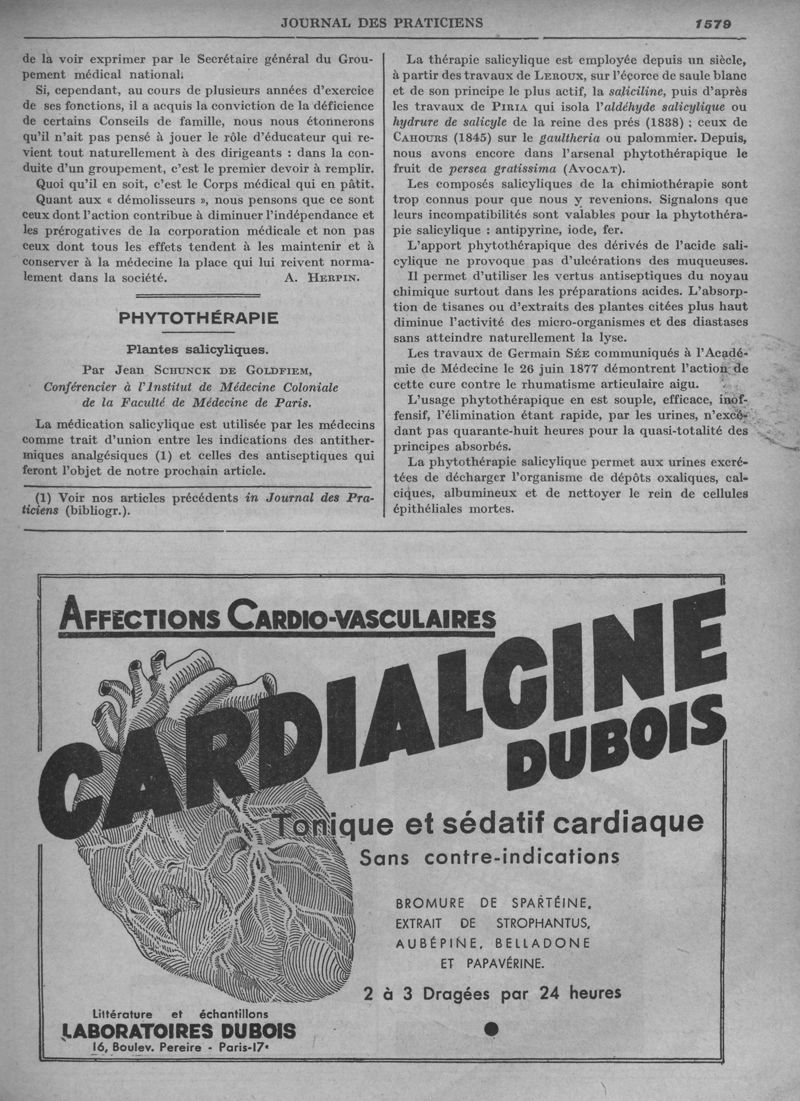 JOURNAL DES PRATICIENS
1579
de la voir exprimer par le Secrétaire général du Grou-
pement médical national.
Si, cependant, au cours de plusieurs années d'exercice
de ses fonctions, il a acquis la conviction de la déficience
de certains Conseils de famille, nous nous étonnerons
qu'il n'ait pas pensé à jouer le rôle d'éducateur qui re-
vient tout naturellement à des dirigeants : dans la con-
duite d'un groupement, c'est le premier devoir à remplir.
Quoi qu'il en soit, c'est le Corps médical qui en pâtit.
Quant aux « démolisseurs », nous pensons que ce sont
ceux dont l'action contribue à diminuer l'indépendance et
les prérogatives de la corporation médicale et non pas
ceux dont tous les effets tendent à les maintenir et à
conserver à la médecine la place qui lui reivent norma-
lement dans la société. A. HERPIN.
PHYTOTHÉRAPIE
Plantes salicyliques.
Par Jean SCHUNCK DE GOLDFIEM,
Conférencier à l'Institut de Médecine Coloniale
de la Faculté de Médecine de Paris.
La médication salicylique est utilisée par les médecins
comme trait d'union entre les indications des antither-
miques analgésiques (1) et celles des antiseptiques qui
feront l'objet de notre prochain article.
(1) Voir nos articles précédents in Journal des Pra-
ticiens (bibliogr.).
La thérapie salicylique est employée depuis un siècle,
à partir des travaux de LEROUX, sur l'écorce de saule blanc
et de son principe le plus actif, la saliciline, puis d'après
les travaux de PIRIA qui isola l'aldéhyde salicylique ou
hydrure de salicyle de la reine des prés (1838) ; ceux de
CAHOURS (1845) sur le gaultheria ou palommier. Depuis,
nous avons encore dans l'arsenal phytothérapique le
fruit de persea gratissima (AVOCAT).
Les composés salicyliques de la chimiothérapie sont
trop connus pour que nous y revenions. Signalons que
leurs incompatibilités sont valables pour la phytothéra-
pie salicylique : antipyrine, iode, fer.
L'apport phytothérapique des dérivés de l'acide sali-
cylique ne provoque pas d'ulcérations des muqueuses.
Il permet d'utiliser les vertus antiseptiques du noyau
chimique surtout dans les préparations acides. L'absorp-
tion de tisanes ou d'extraits des plantes citées plus haut
diminue l'activité des micro-organismes et des diastases
sans atteindre naturellement la lyse.
Les travaux de Germain SÉE communiqués à l'Acadé-
mie de Médecine le 26 juin 1877 démontrent l'action de
cette cure contre le rhumatisme articulaire aigu.
L'usage phytothérapique en est souple, efficace, inof-
fensif, l'élimination étant rapide, par les urines, n'excé-
dant pas quarante-huit heures pour la quasi-totalité des
principes absorbés.
La phytothérapie salicylique permet aux urines excré-
tées de décharger l'organisme de dépôts oxaliques, cal-
ciques, albumineux et de nettoyer le rein de cellules
épithéliales mortes.
AFFECTIONS CARDIO-VASCULAIRES
CARDIALGINE
DUBOIS
Tonique et sédatif cardiaque
Sans contre-indications
BROMURE DE SPARTÉINE,
EXTRAIT DE STROPHANTUS,
AUBÉPINE, BELLADONE
ET PAPAVÉRINE.
2 à 3 Dragées par 24 heures
Littérature et échantillons
LABORATOIRES DUBOIS
16, Boulev. Pereire - Paris-17e